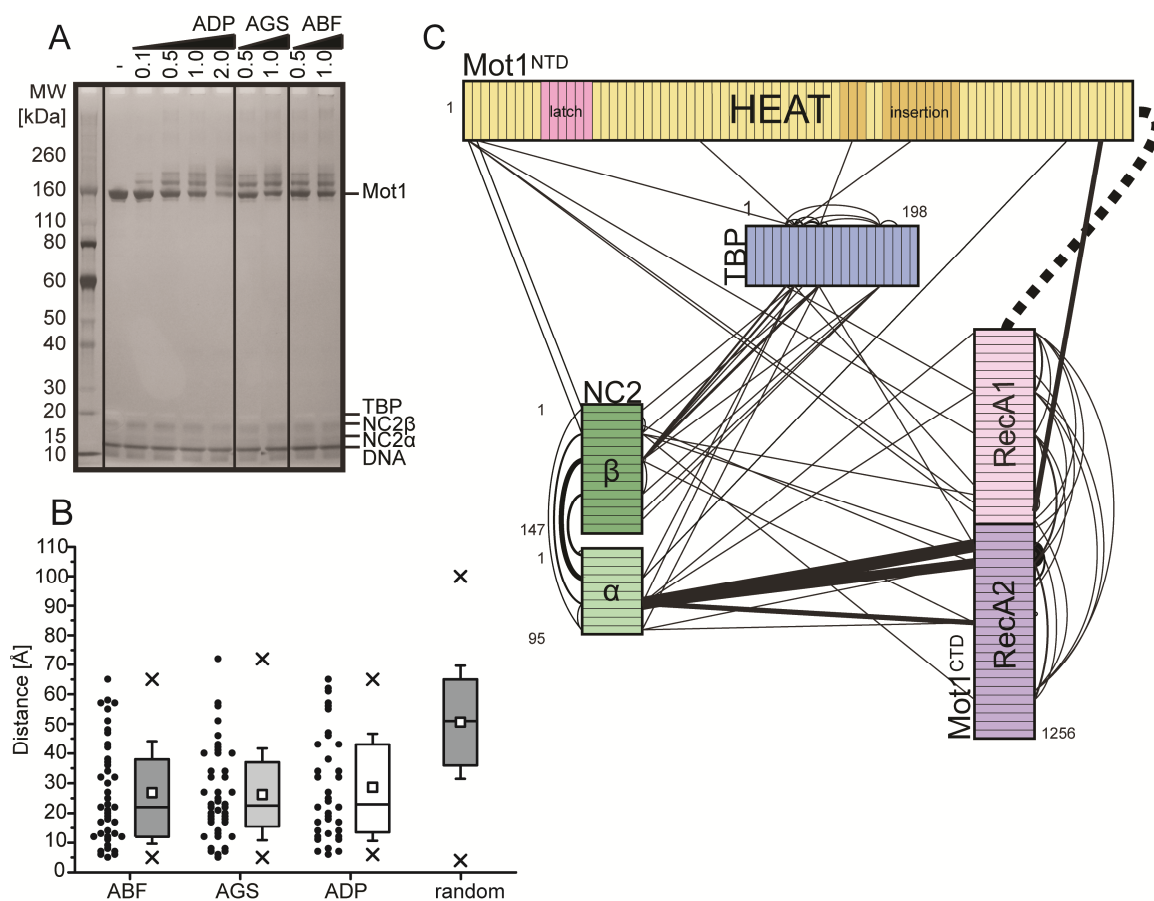 A
ADP AGS ABF
- 0.1 0.5 1.0 2.0 0.5 1.0 0.5 1.0
MW
[kDa]
260
160
110
80
60
50
40
30
20
15
10
Mot1
TBP
NC2β
NC2α
DNA
B
Distance [Å]
110
100
90
80
70
60
50
40
30
20
10
0
ABF AGS ADP random
C
Mot1NTD
1
latch
HEAT
insertion
1
198
TBP
NC2
1
β
147
1
α
95
RecA1
RecA2
Mot1CTD
1256